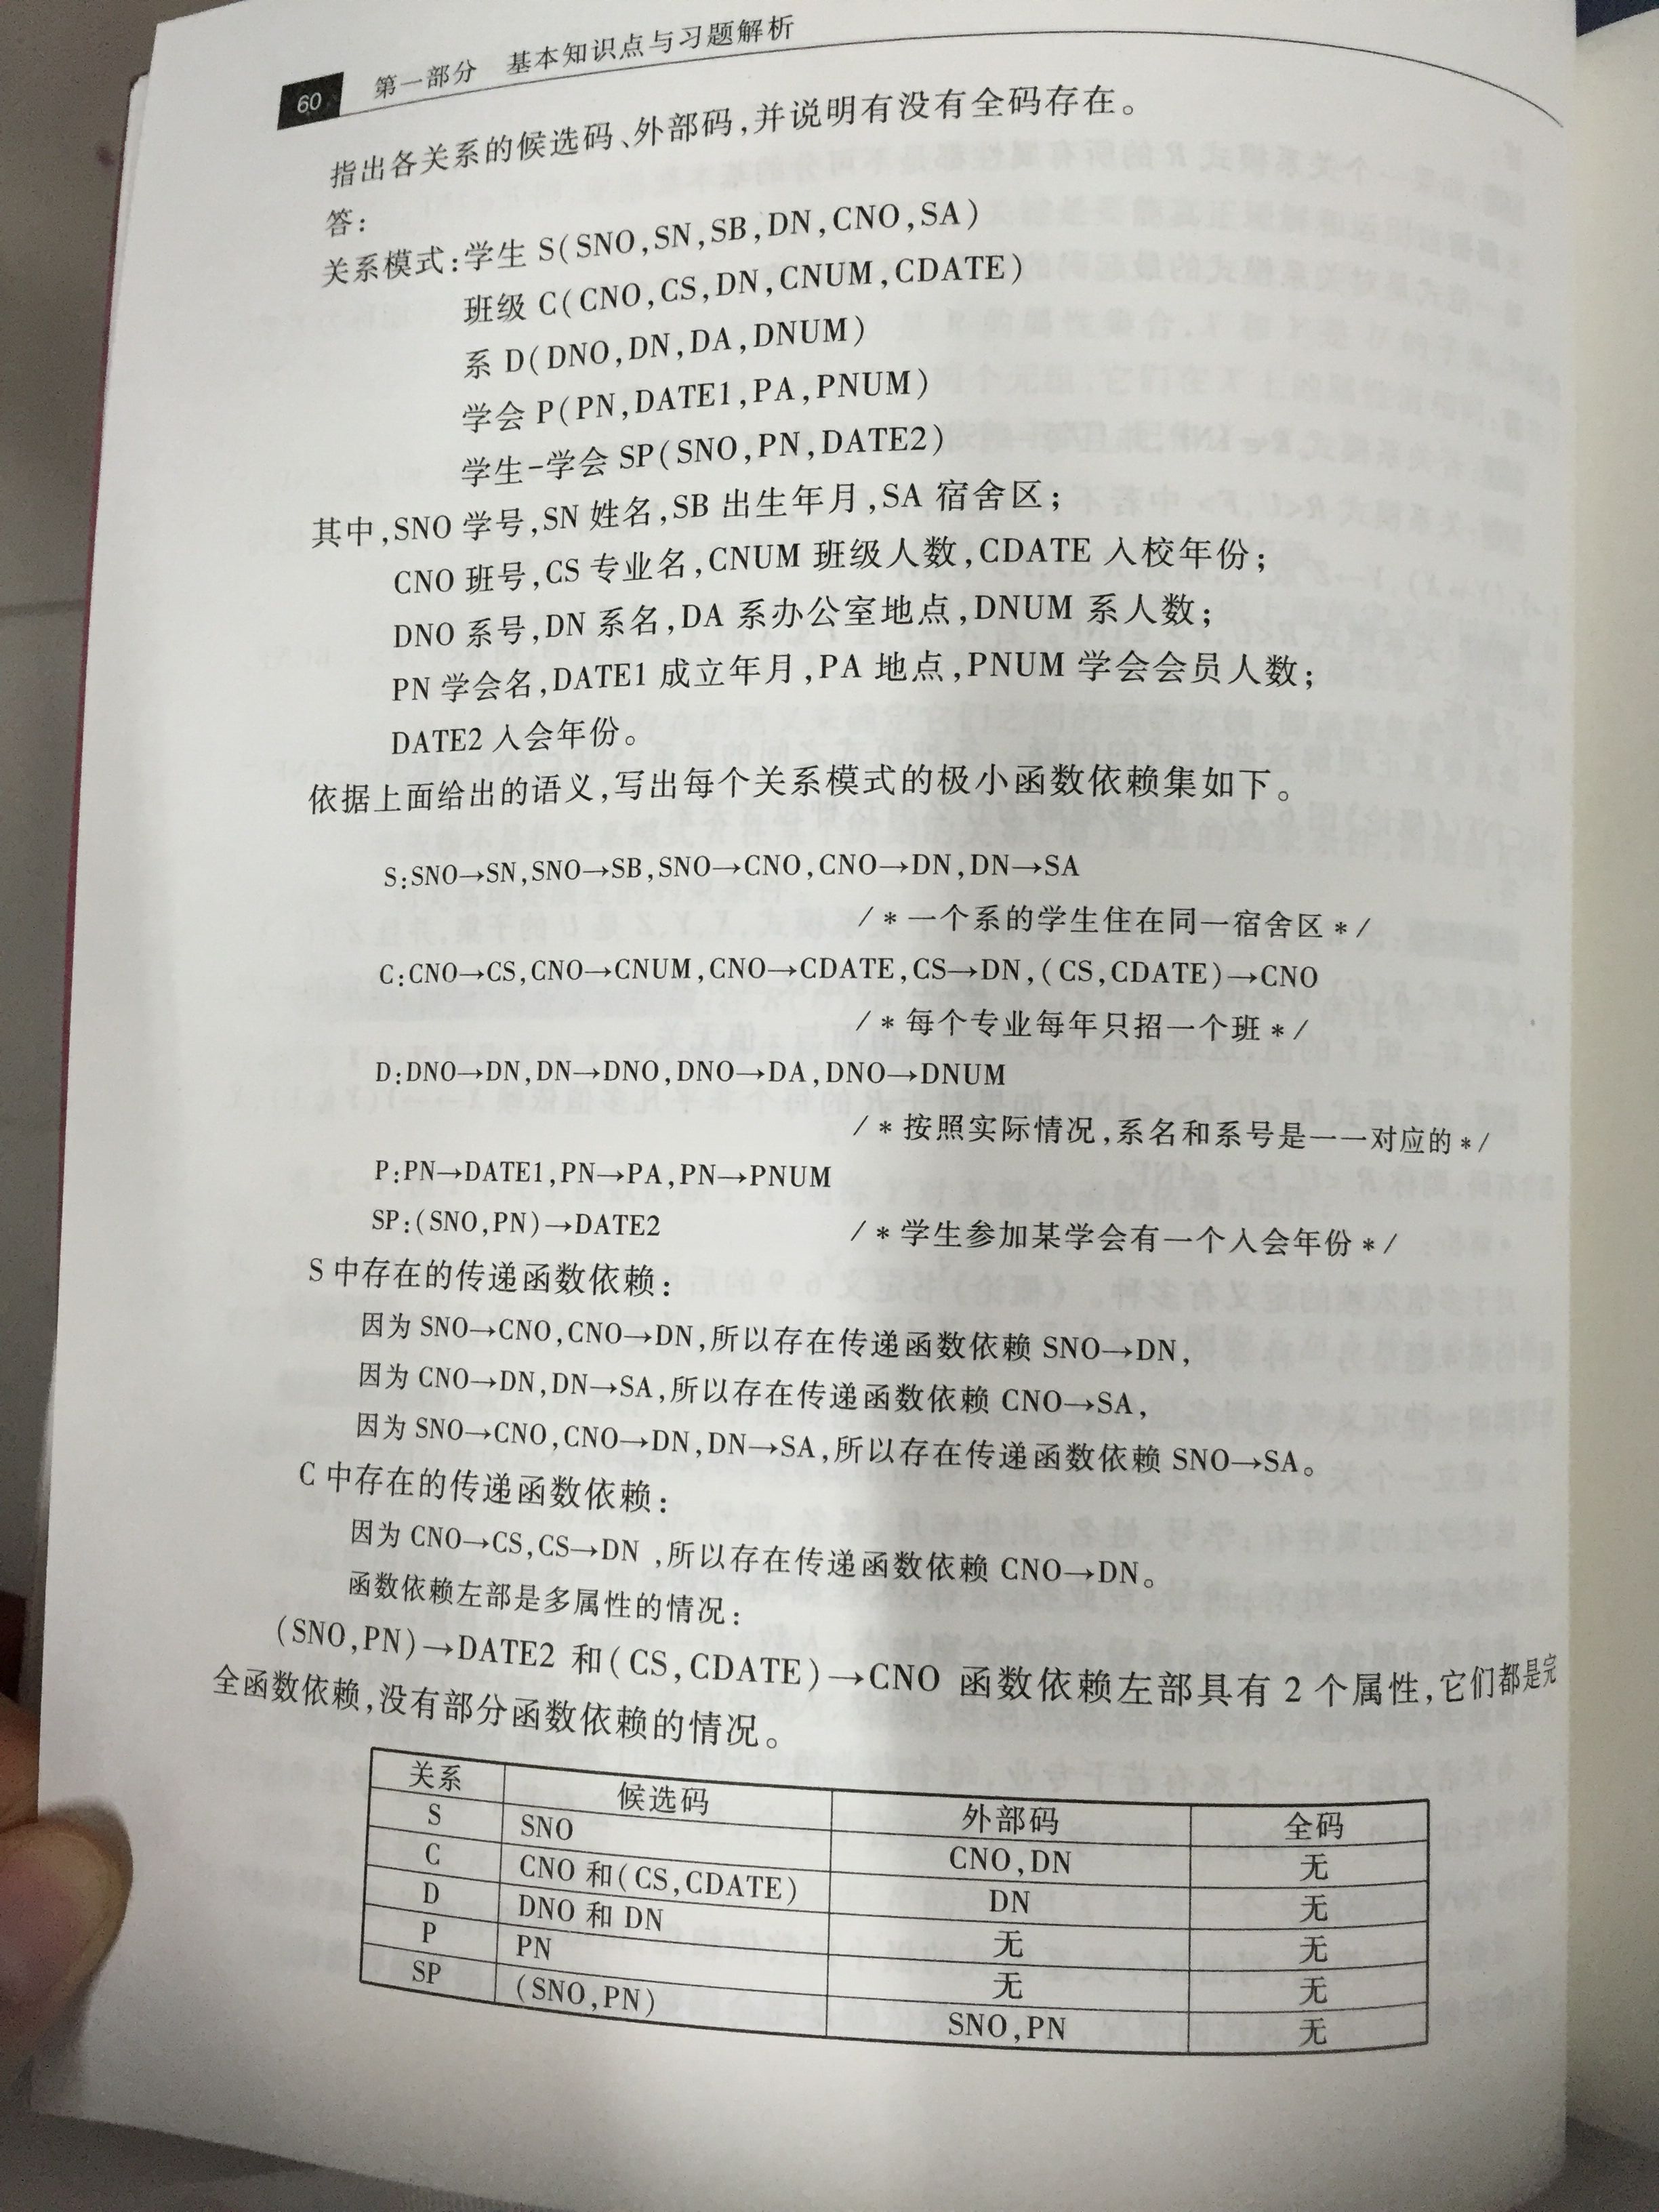 60 第一部分 基本知识点与习题解析
指出各关系的候选码、外部码,并说明有没有全码存在。
答:
关系模式:学生 S(SNO,SN,SB,DN,CNO,SA)
班级 C(CNO,CS,DN,CNUM,CDATE)
系 D(DNO,DN,DA,DNUM)
学会 P(PN,DATE1,PA,PNUM)
学生-学会 SP(SNO,PN,DATE2)
其中,SNO 学号,SN 姓名,SB 出生年月,SA 宿舍区;
CNO 班号,CS 专业名,CNUM 班级人数,CDATE 入校年份;
DNO 系号,DN 系名,DA 系办公室地点,DNUM 系人数;
PN 学会名,DATE1 成立年月,PA 地点,PNUM 学会会员人数;
DATE2 入会年份。
依据上面给出的语义,写出每个关系模式的极小函数依赖集如下。
S:SNO→SN,SNO→SB,SNO→CNO,CNO→DN,DN→SA
/*一个系的学生住在同一宿舍区*/
C:CNO→CS,CNO→CNUM,CNO→CDATE,CS→DN,(CS,CDATE)→CNO
/*每个专业每年只招一个班*/
D:DNO→DN,DN→DNO,DNO→DA,DNO→DNUM
/*按照实际情况,系名和系号是一一对应的*/
P:PN→DATE1,PN→PA,PN→PNUM
SP:(SNO,PN)→DATE2 /*学生参加某学会有一个入会年份*/
S 中存在的传递函数依赖:
因为 SNO→CNO,CNO→DN,所以存在传递函数依赖 SNO→DN,
因为 CNO→DN,DN→SA,所以存在传递函数依赖 CNO→SA,
因为 SNO→CNO,CNO→DN,DN→SA,所以存在传递函数依赖 SNO→SA。
C 中存在的传递函数依赖:
因为 CNO→CS,CS→DN ,所以存在传递函数依赖 CNO→DN。
函数依赖左部是多属性的情况:
(SNO,PN)→DATE2 和(CS,CDATE)→CNO 函数依赖左部具有 2 个属性,它们都是完
全函数依赖,没有部分函数依赖的情况。
关系 候选码 外部码 全码
S SNO CNO,DN 无
C CNO 和(CS,CDATE) DN 无
D DNO 和 DN 无 无
P PN 无 无
SP (SNO,PN) SNO,PN 无